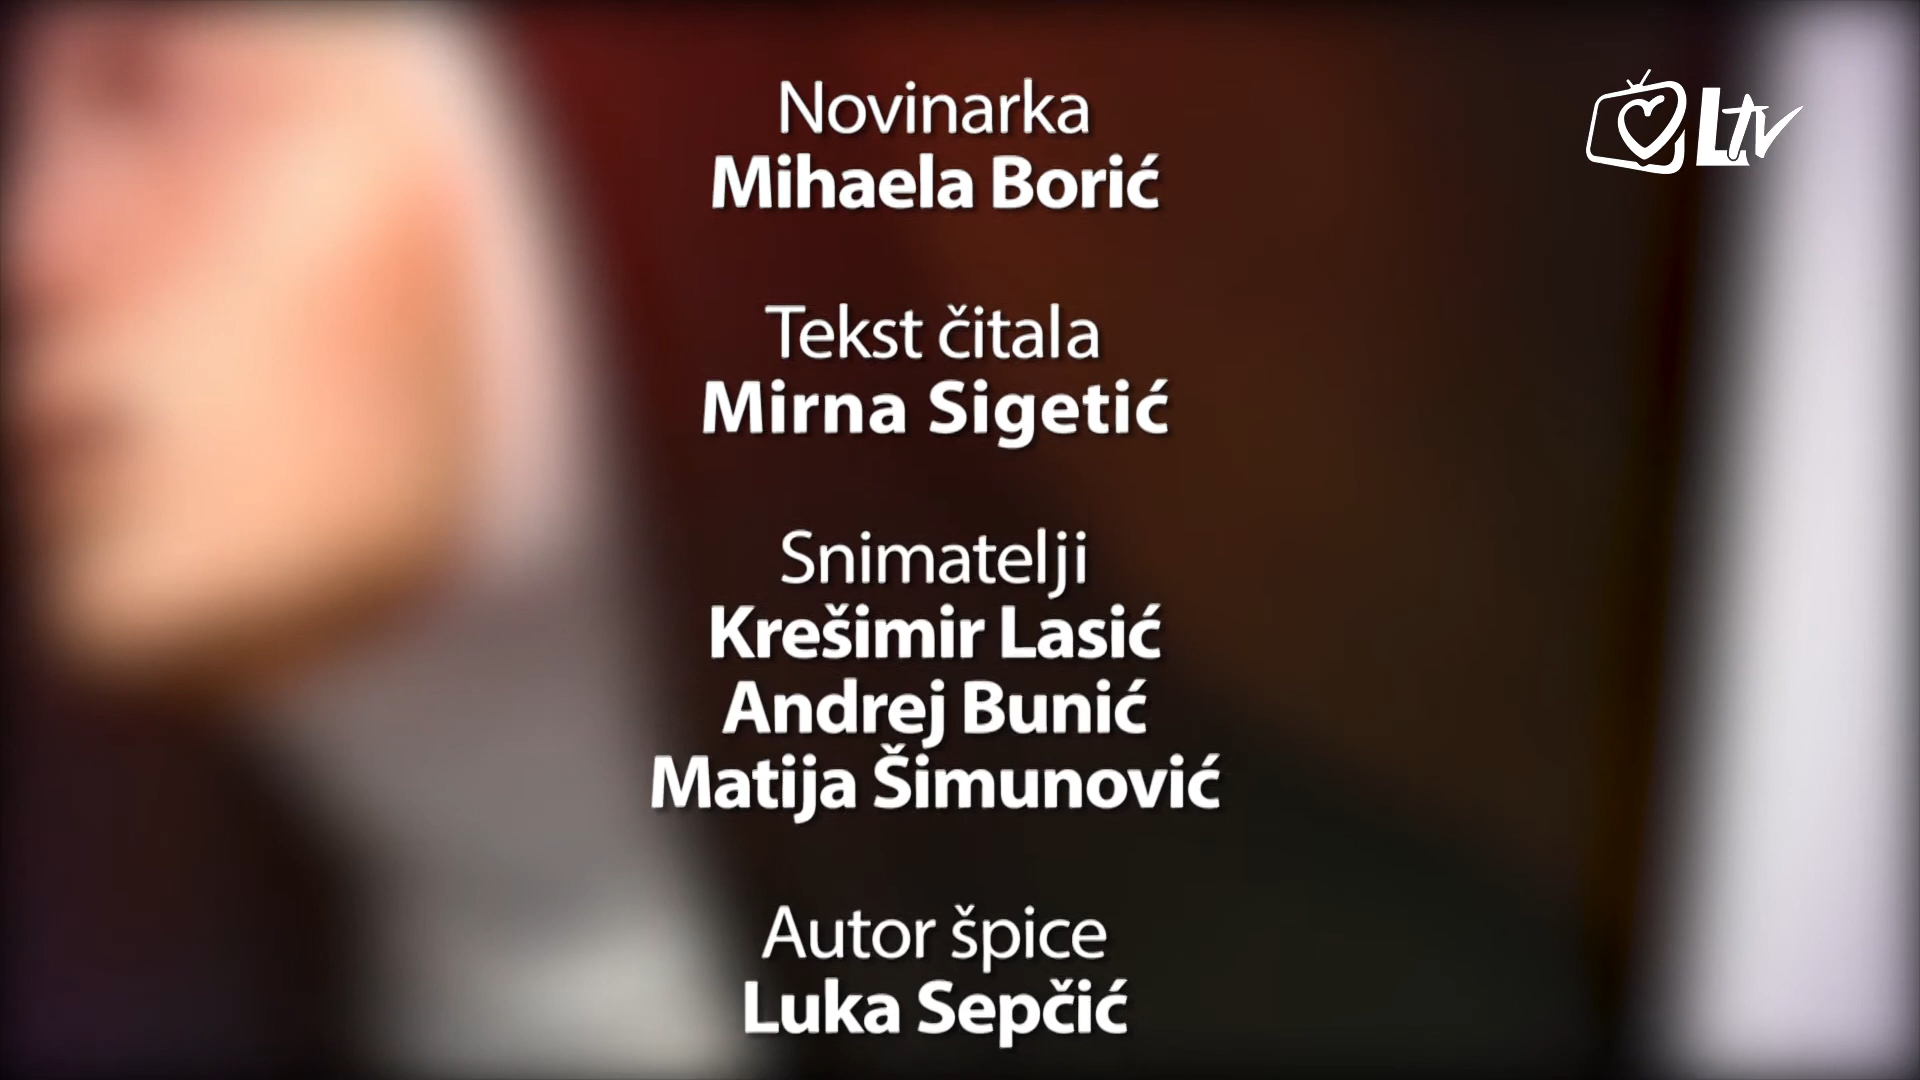 Novinarka
Mihaela Borić
LTV
Tekst čitala
Mirna Sigetić
Snimatelji
Krešimir Lasić
Andrej Bunić
Matija Šimunović
Autor špice
Luka Sepčić